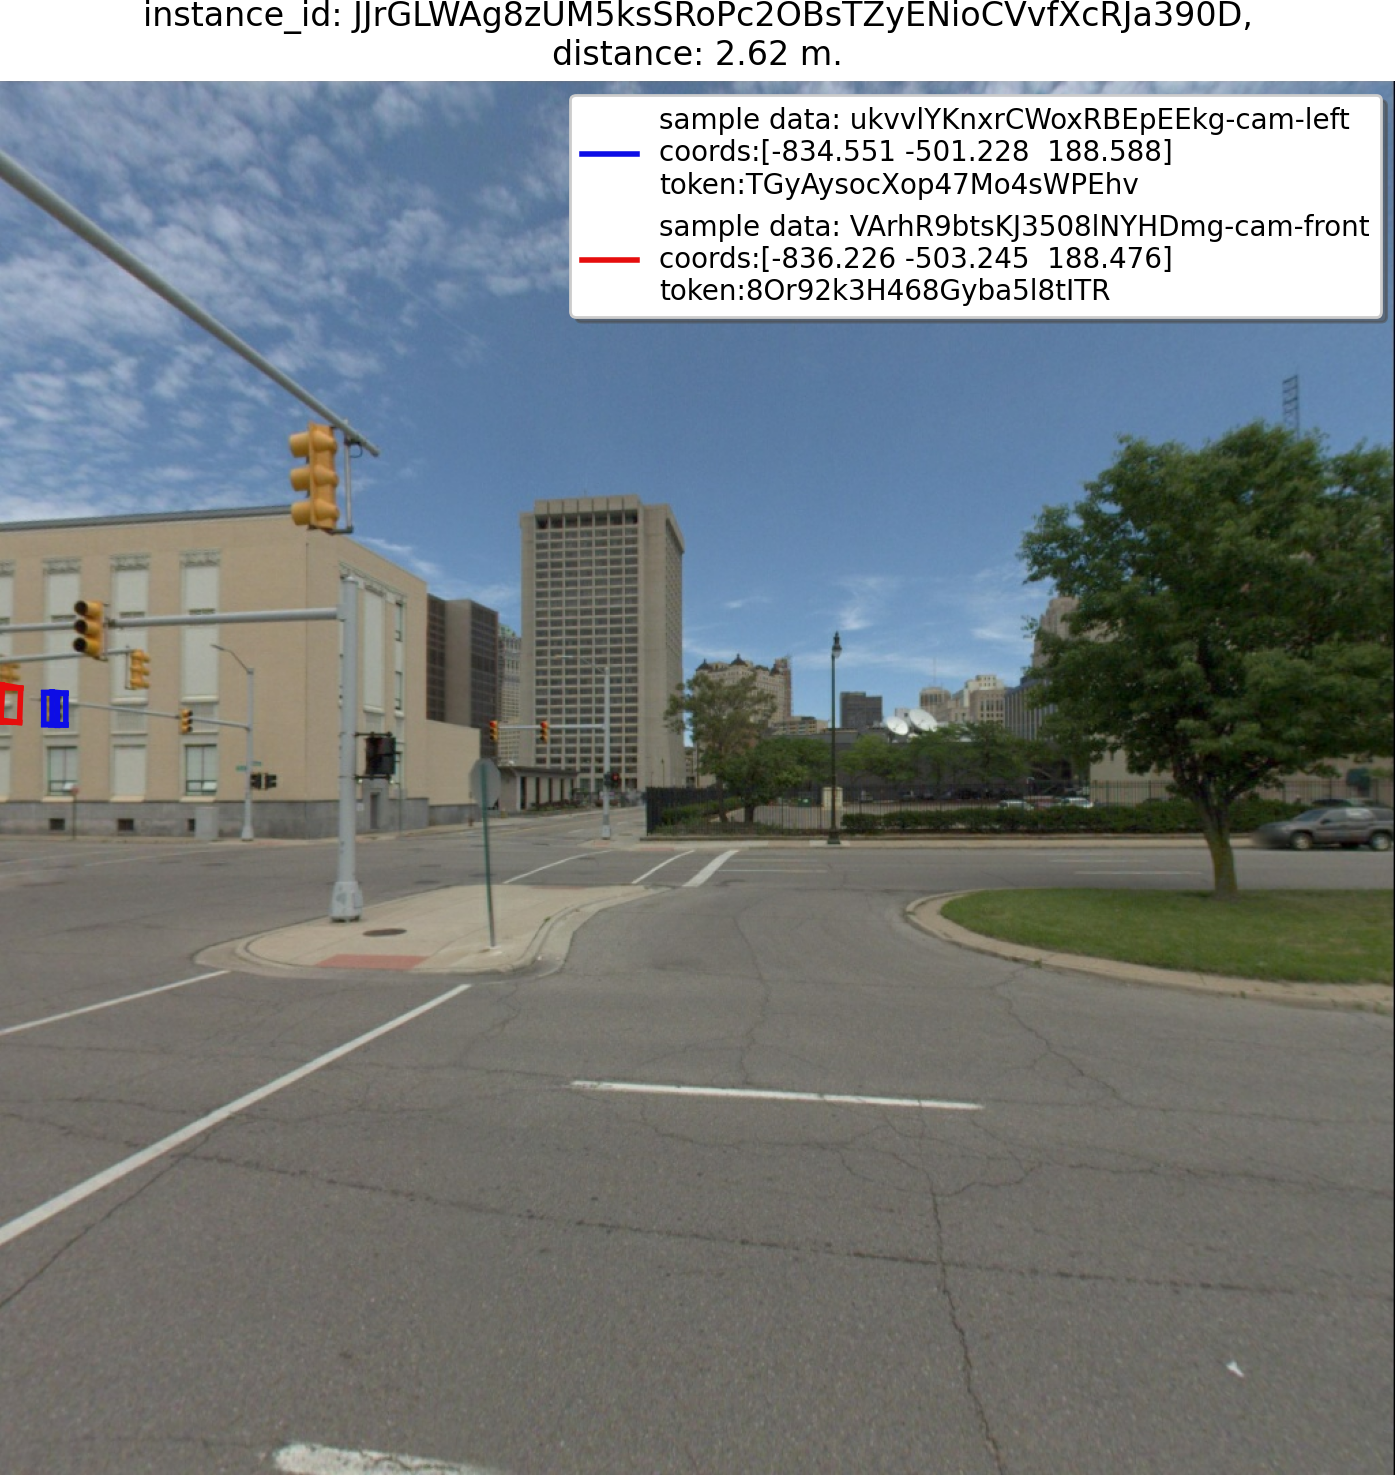 instance_id: JJrGLWAg8zUM5ksSRoPc2OBsTZyENioCVvfXcRJa390D,
distance: 2.62 m.
sample data: ukvvlYKnxrCWoxRBEpEEkg-cam-left
coords:[-834.551 -501.228  188.588]
token:TGyAysocXop47Mo4sWPEhv
sample data: VArhR9btsKJ3508lNYHDmg-cam-front
coords:[-836.226 -503.245  188.476]
token:8Or92k3H468Gyba5l8tITR